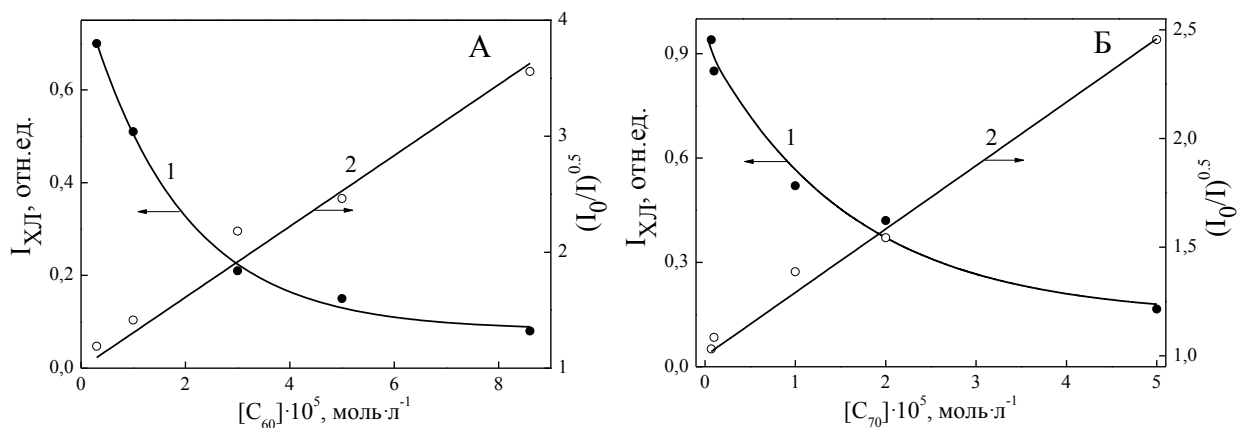 А
Б
I_ХЛ, отн.ед.
0,6
0,4
0,2
0,0
1
2
4
3
2
1
(I_0/I)^0.5
0 2 4 6 8
[C_60]·10^5, моль·л^-1
I_ХЛ, отн.ед.
0,9
0,6
0,3
0,0
1
2
2,5
2,0
1,5
1,0
(I_0/I)^0.5
0 1 2 3 4 5
[C_70]·10^5, моль·л^-1